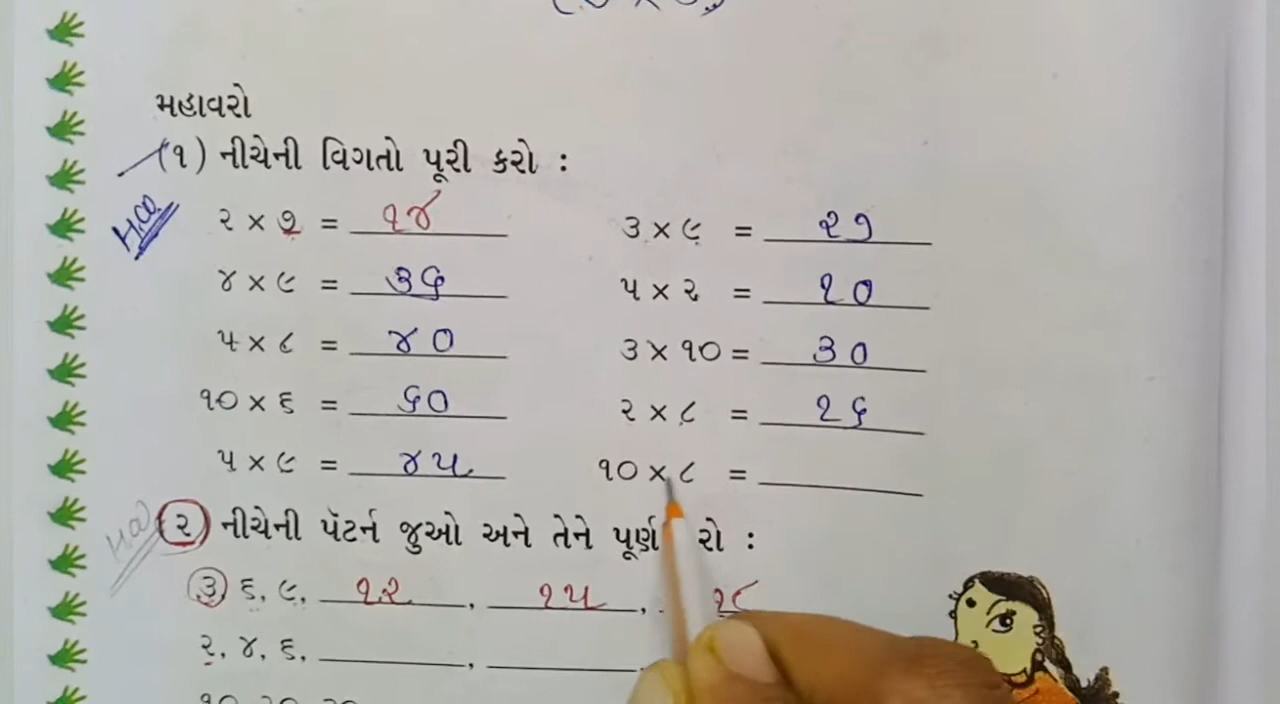 મહાવરો
(૧) નીચેની વિગતો પૂરી કરો :
H.W.
૨ × ૭ = ૧૪
૩ × ૯ = ૨૭
૪ × ૯ = ૩૬
૫ × ૨ = ૧૦
૫ × ૮ = ૪૦
૩ × ૧૦ = ૩૦
૧૦ × ૬ = ૬૦
૨ × ૮ = ૧૬
૫ × ૯ = ૪૫
૧૦ × ૮ =
H.W
(૨) નીચેની પૅટર્ન જુઓ અને તેને પૂર્ણ રો :
૩ ૬, ૯, ૧૨, ૧૫, ૧૮
૨, ૪, ૬,